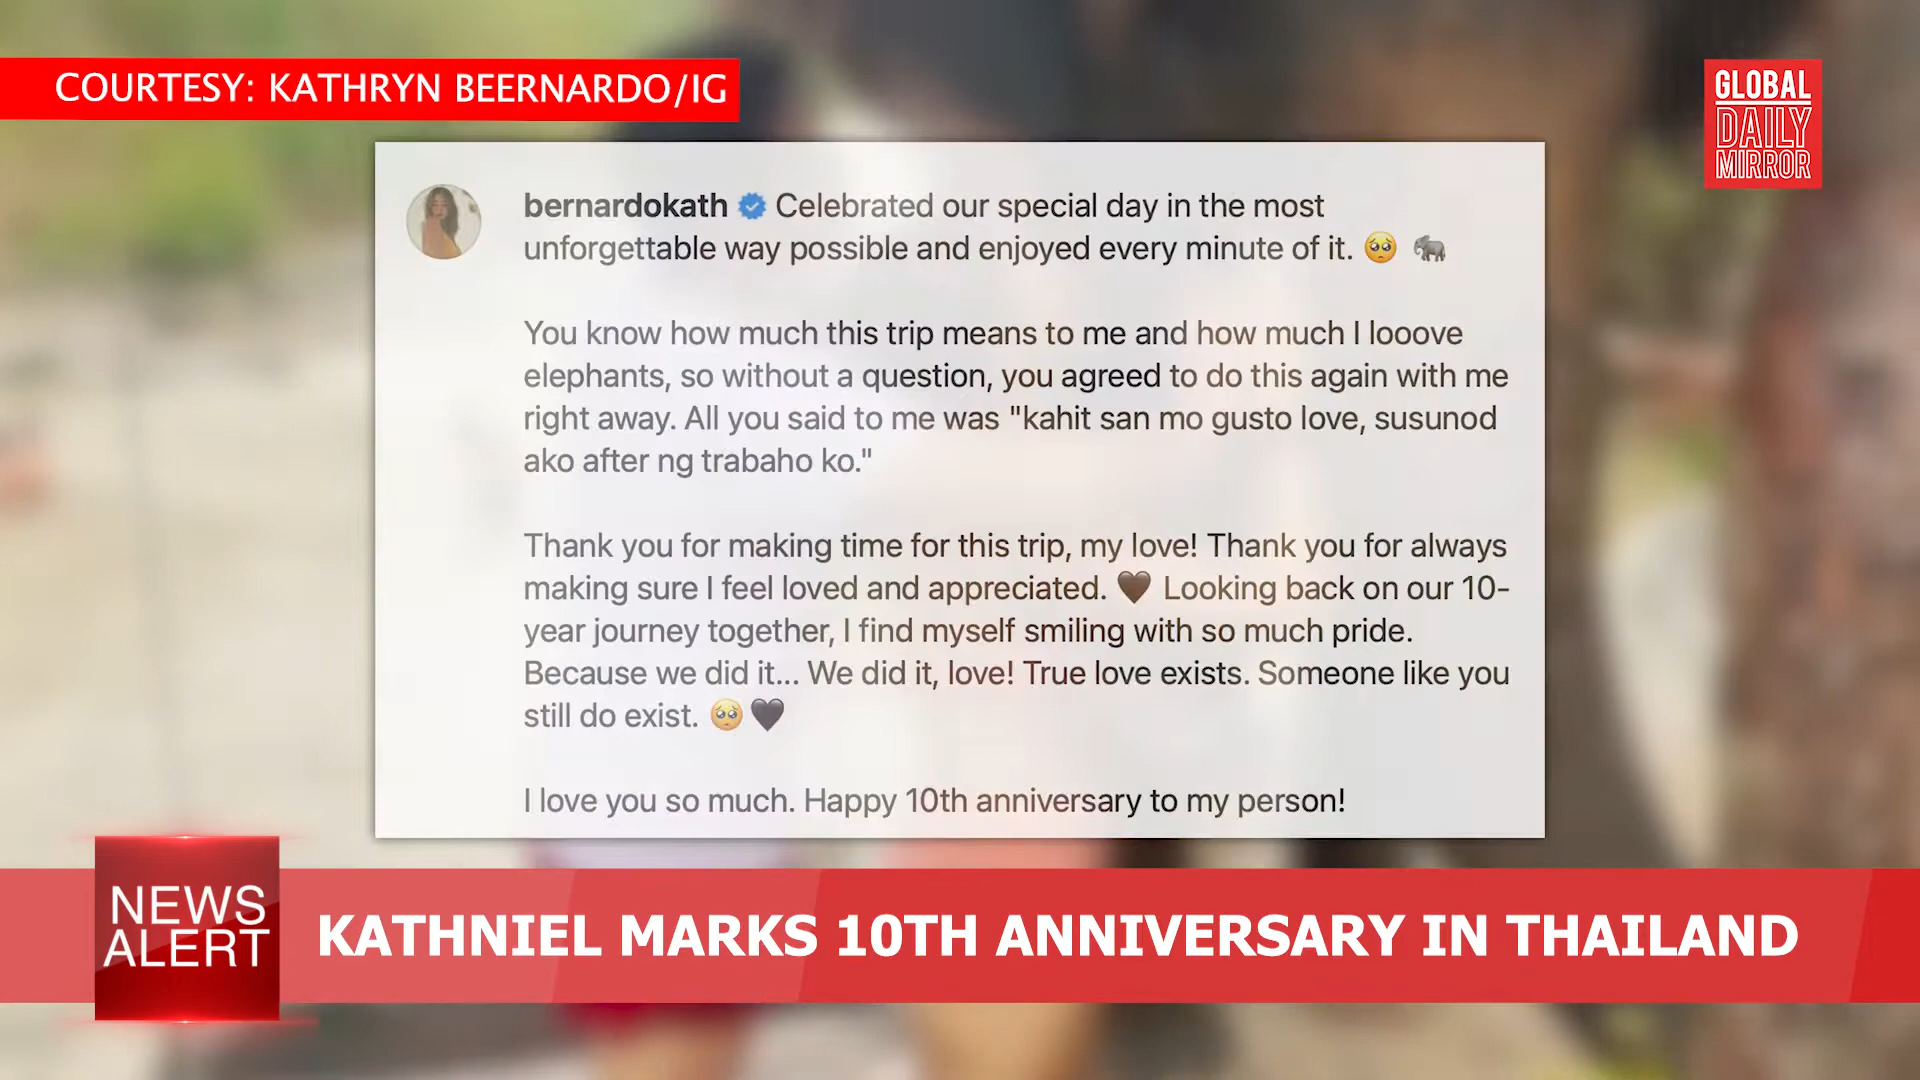 COURTESY: KATHRYN BEERNARDO/IG
GLOBAL
DAILY
MIRROR
bernardokath Celebrated our special day in the most
unforgettable way possible and enjoyed every minute of it. 🥺 🐘
You know how much this trip means to me and how much I looove
elephants, so without a question, you agreed to do this again with me
right away. All you said to me was "kahit san mo gusto love, susunod
ako after ng trabaho ko."
Thank you for making time for this trip, my love! Thank you for always
making sure I feel loved and appreciated. 🖤 Looking back on our 10-
year journey together, I find myself smiling with so much pride.
Because we did it... We did it, love! True love exists. Someone like you
still do exist. 🥺🖤
I love you so much. Happy 10th anniversary to my person!
NEWS
ALERT
KATHNIEL MARKS 10TH ANNIVERSARY IN THAILAND